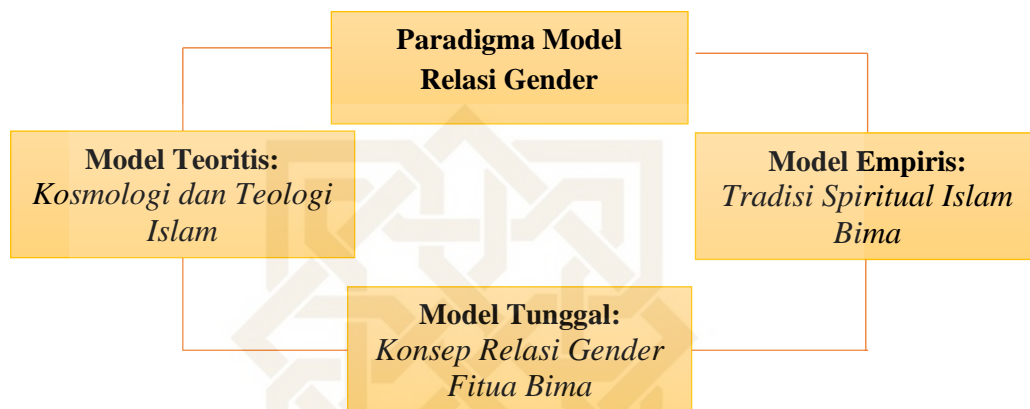 Paradigma Model
Relasi Gender
Model Teoritis:
Kosmologi dan Teologi
Islam
Model Empiris:
Tradisi Spiritual Islam
Bima
Model Tunggal:
Konsep Relasi Gender
Fitua Bima